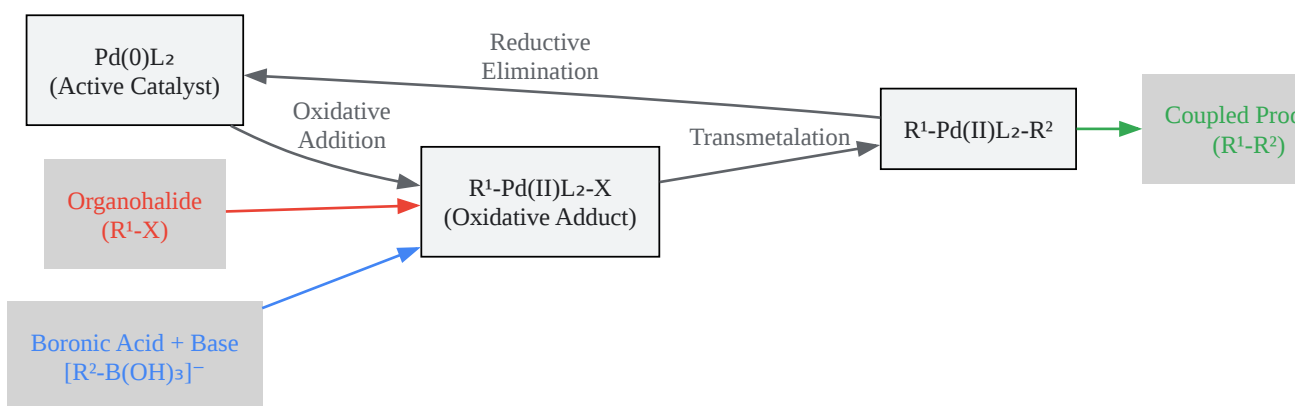 Pd(0)L₂
(Active Catalyst)
Reductive
Elimination
Oxidative
Addition
Transmetalation
R¹-Pd(II)L₂-R²
Coupled
(R¹-R²)
R¹-Pd(II)L₂-X
(Oxidative Adduct)
Organohalide
(R¹-X)
Boronic Acid + Base
[R²-B(OH)₃]⁻